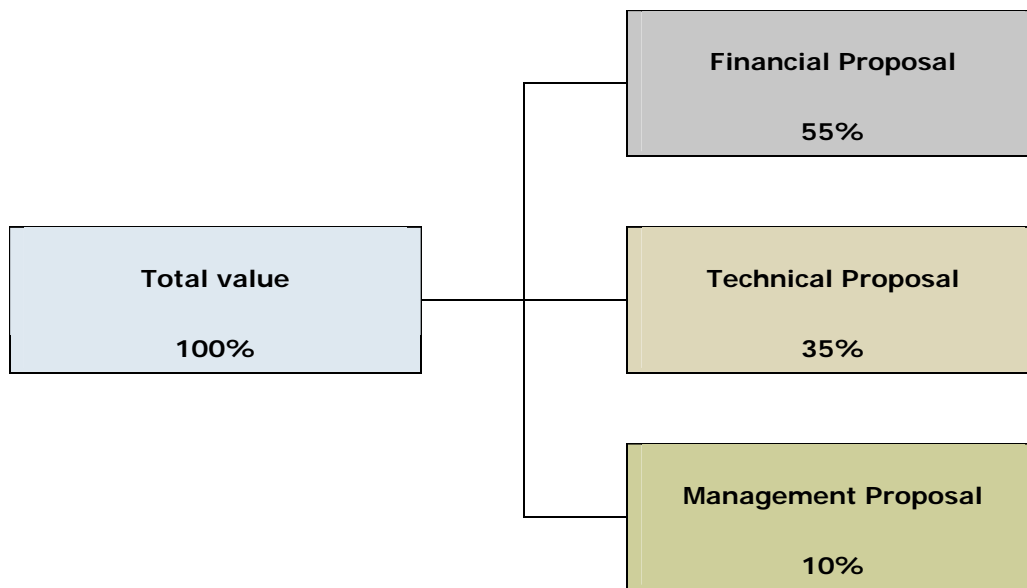 Total value
100%
Financial Proposal
55%
Technical Proposal
35%
Management Proposal
10%